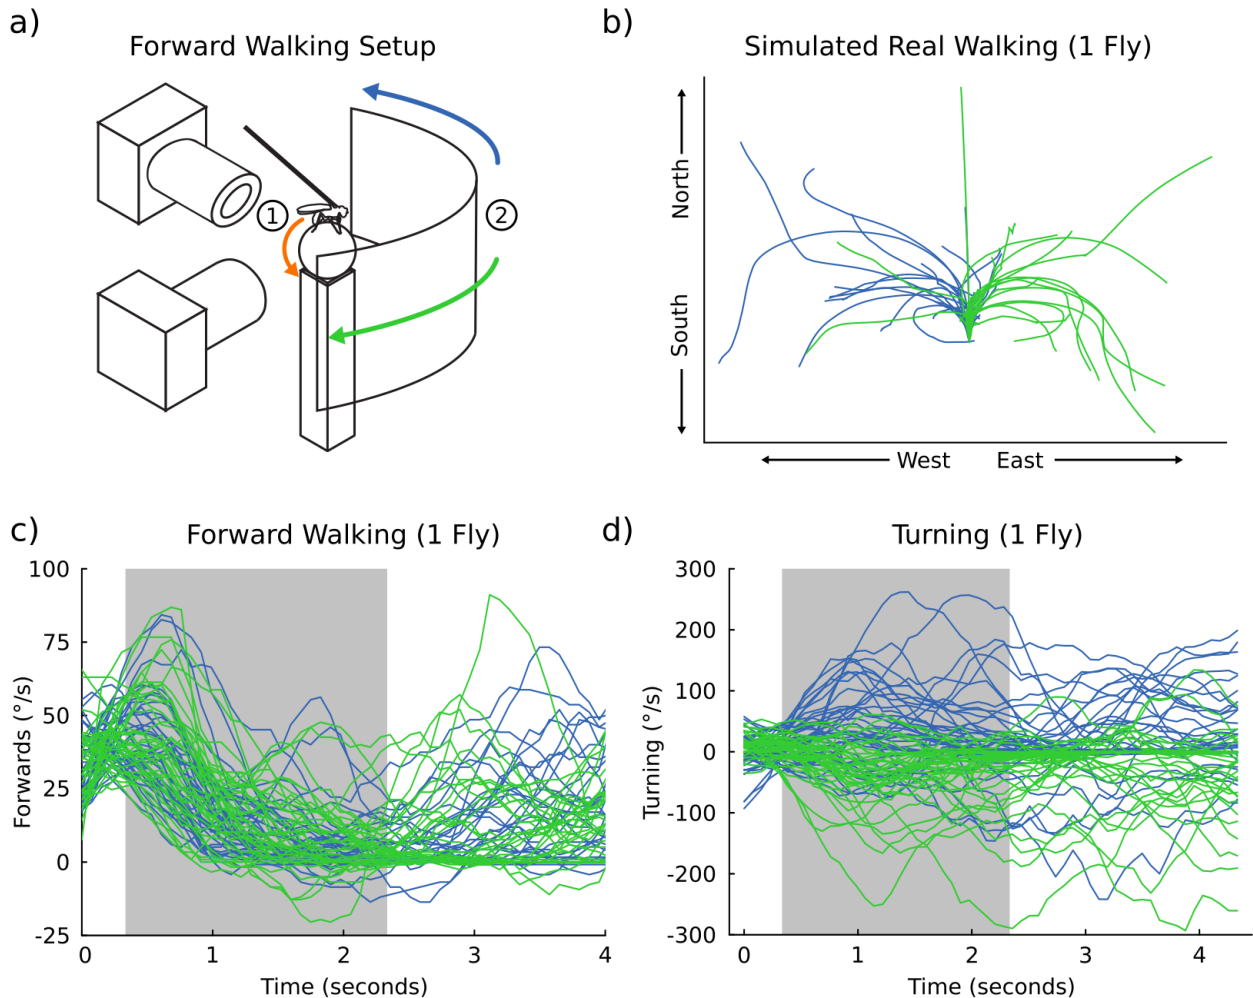 a)
Forward Walking Setup
1
2
b)
Simulated Real Walking (1 Fly)
North
South
West East
c)
Forward Walking (1 Fly)
Forwards (°/s)
100
75
50
25
0
-25
0 1 2 3 4
Time (seconds)
d)
Turning (1 Fly)
Turning (°/s)
300
200
100
0
-100
-200
-300
0 1 2 3 4
Time (seconds)